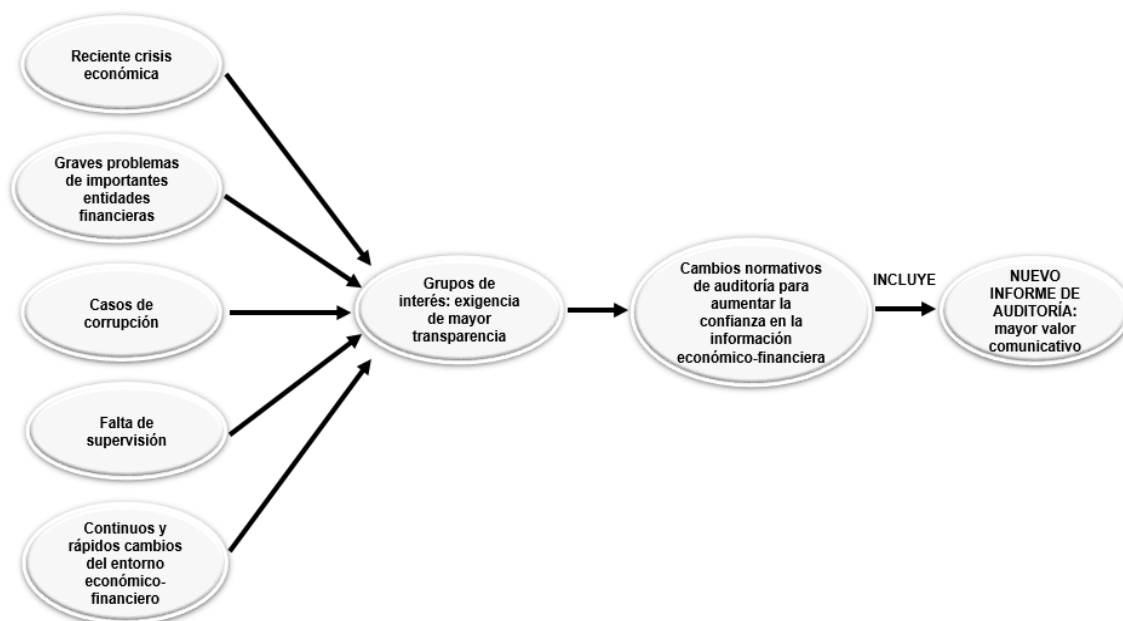 Reciente crisis
económica
Graves problemas
de importantes
entidades
financieras
Casos de
corrupción
Falta de
supervisión
Continuos y
rápidos cambios
del entorno
económico-
financiero
Grupos de
interés: exigencia
de mayor
transparencia
Cambios normativos
de auditoría para
aumentar la
confianza en la
información
económico-financiera
INCLUYE
NUEVO
INFORME DE
AUDITORÍA:
mayor valor
comunicativo